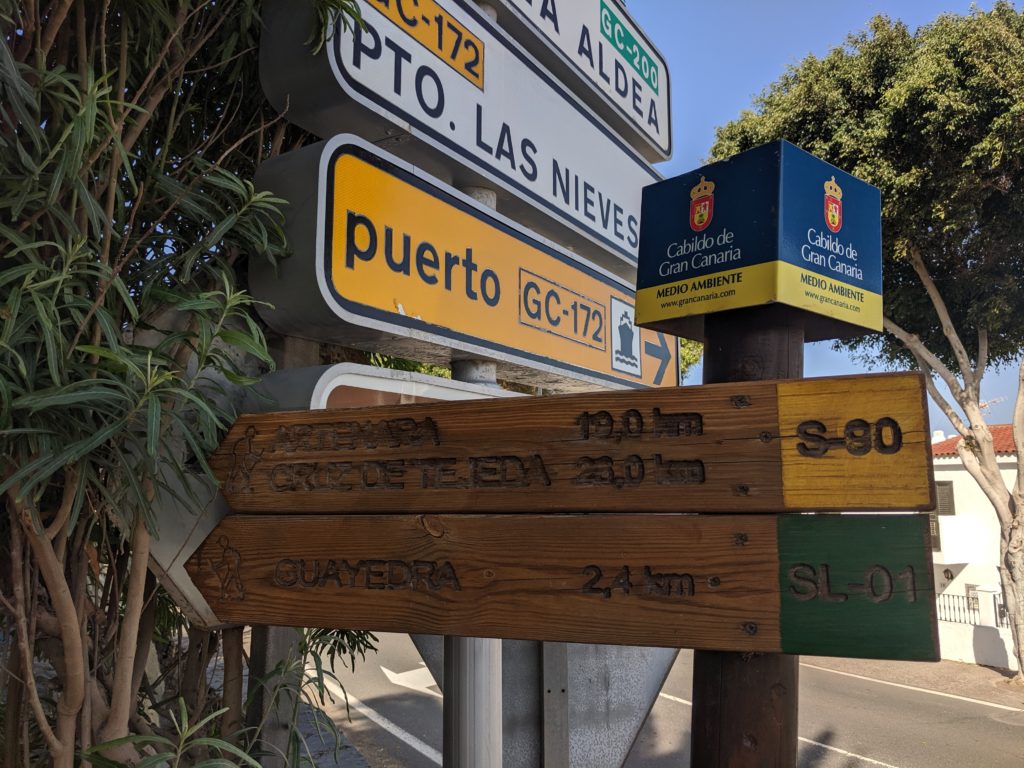 GC-200
A ALDEA
GC-172
PTO. LAS NIEVES
puerto GC-172
Cabildo de
Gran Canaria
MEDIO AMBIENTE
www.grancanaria.com
Cabildo de
Gran Canaria
MEDIO AMBIENTE
www.grancanaria.com
ARTENARA 19,0 km
CRUZ DE TEJEDA 26,0 km
S-90
GUAYEDRA 2,4 km
SL-01